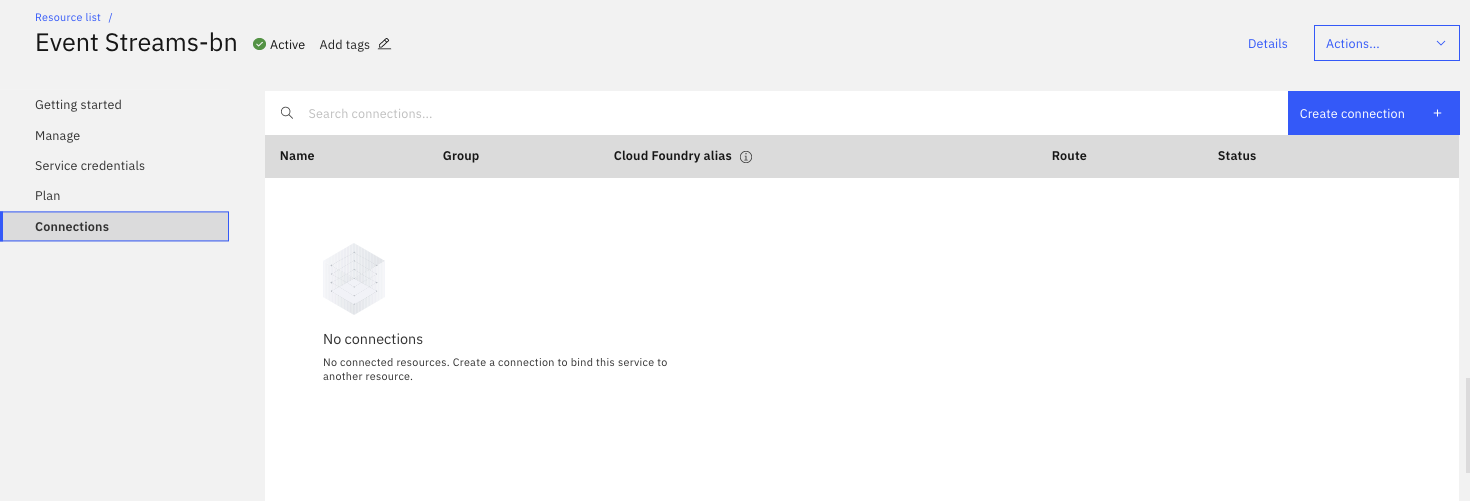 Resource list /
Event Streams-bn Active Add tags Details Actions...
Getting started
Manage
Service credentials
Plan
Connections
Search connections... Create connection +
Name Group Cloud Foundry alias Route Status
No connections
No connected resources. Create a connection to bind this service to
another resource.